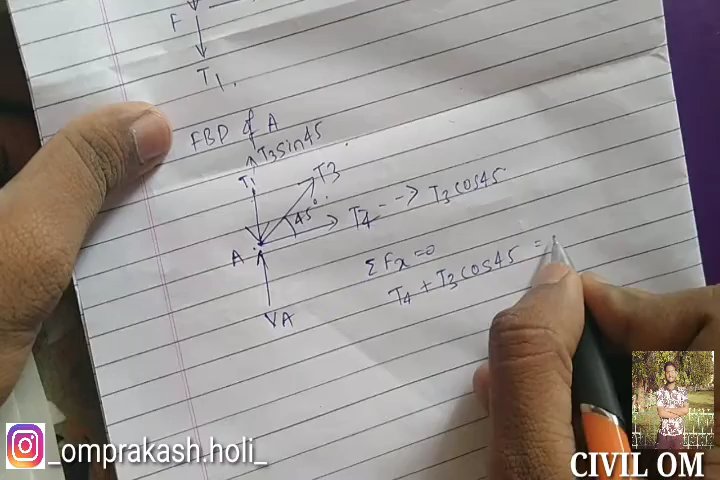 F
T1.
FBD of A
T3sin45
T1
T3
45°
T4
T3cos45
A
VA
ΣFx=0
T4 + T3cos45 =
_omprakash.holi_
CIVIL OM